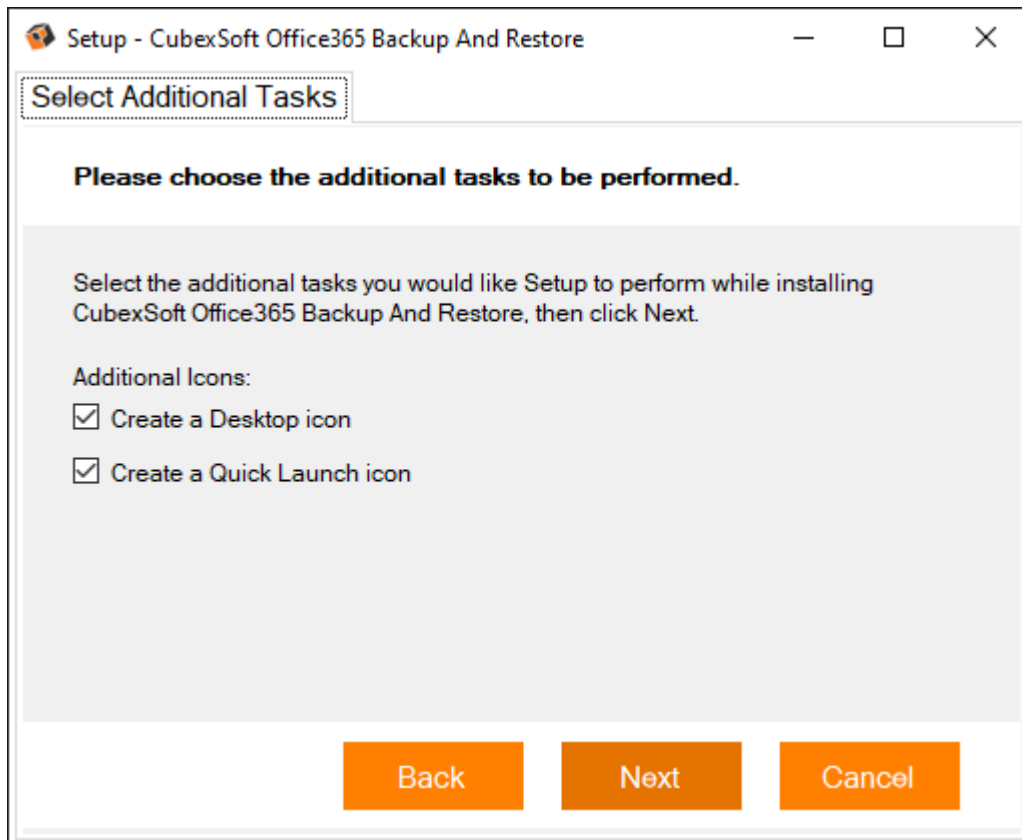 Setup - CubexSoft Office365 Backup And Restore
Select Additional Tasks
Please choose the additional tasks to be performed.
Select the additional tasks you would like Setup to perform while installing
CubexSoft Office365 Backup And Restore, then click Next.
Additional Icons:
Create a Desktop icon
Create a Quick Launch icon
Back Next Cancel